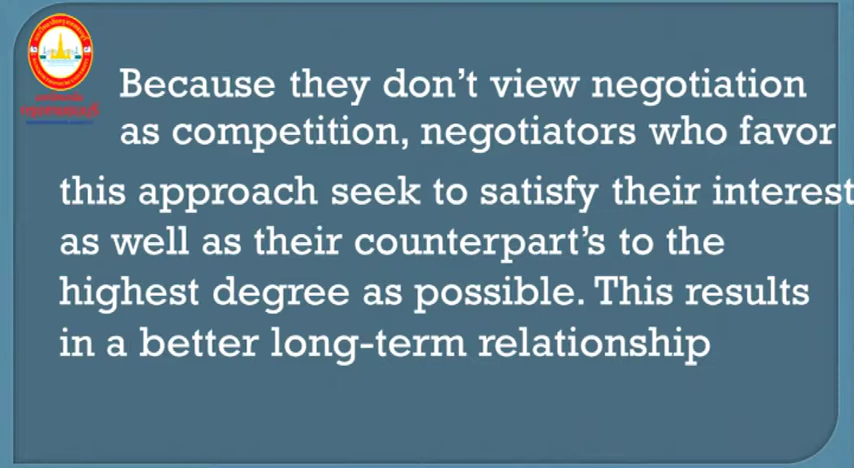 Because they don't view negotiation
as competition, negotiators who favor
this approach seek to satisfy their interest
as well as their counterpart's to the
highest degree as possible. This results
in a better long-term relationship